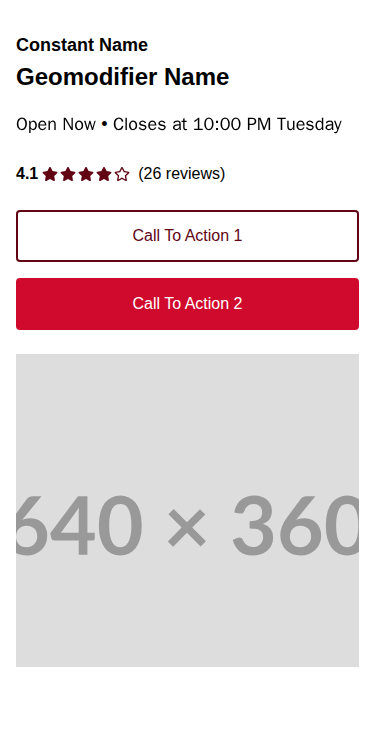 Constant Name
Geomodifier Name
Open Now • Closes at 10:00 PM Tuesday
4.1 (26 reviews)
Call To Action 1
Call To Action 2
640 × 360